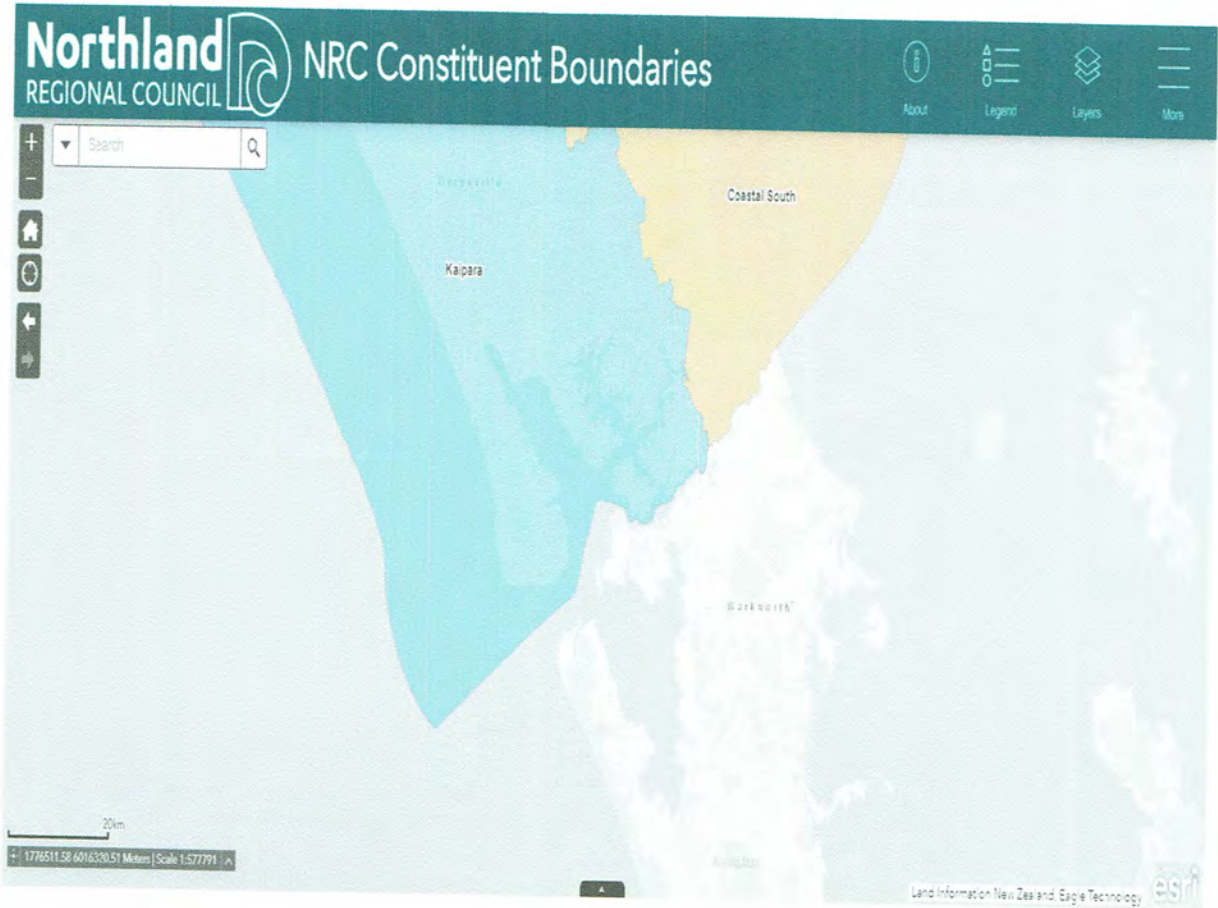 Northland
REGIONAL COUNCIL
NRC Constituent Boundaries
About
Legend
Layers
More
+
Search
−
Dargaville
Coastal South
Kaipara
Warkworth
20km
1776511.58 6016320.51 Meters | Scale 1:577791
Land Information New Zealand, Eagle Technology
esri